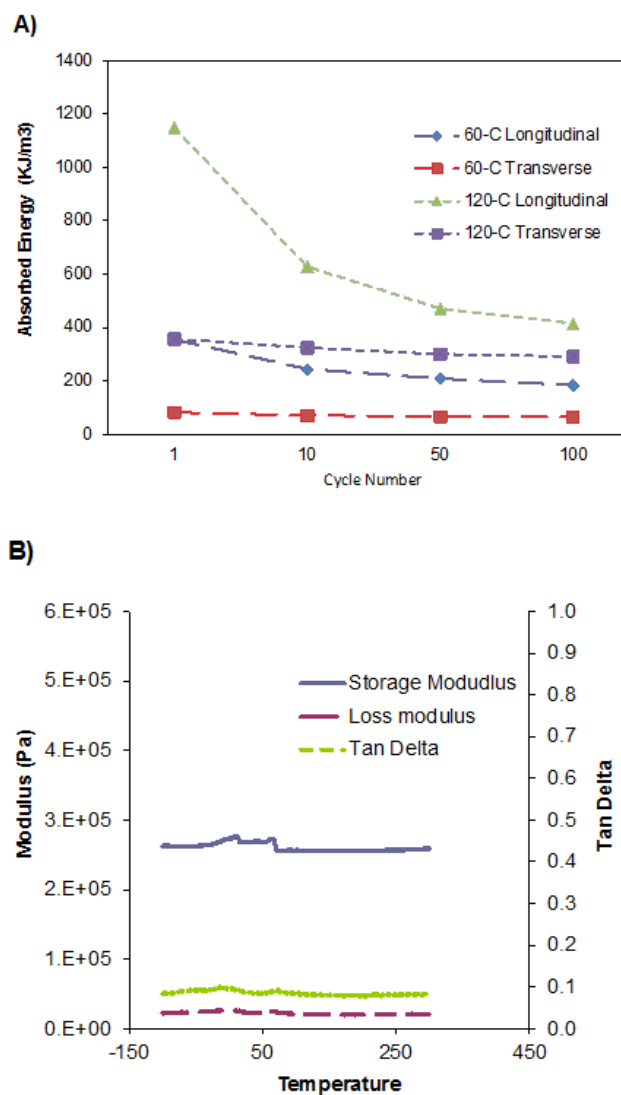 A)
1400
1200
1000
800
600
400
200
0
Absorbed Energy (KJ/m3)
60-C Longitudinal
60-C Transverse
120-C Longitudinal
120-C Transverse
1 10 50 100
Cycle Number
B)
6.E+05
5.E+05
4.E+05
3.E+05
2.E+05
1.E+05
0.E+00
Modulus (Pa)
Storage Modudlus
Loss modulus
Tan Delta
1.0
0.9
0.8
0.7
0.6
0.5
0.4
0.3
0.2
0.1
0.0
Tan Delta
-150 50 250 450
Temperature